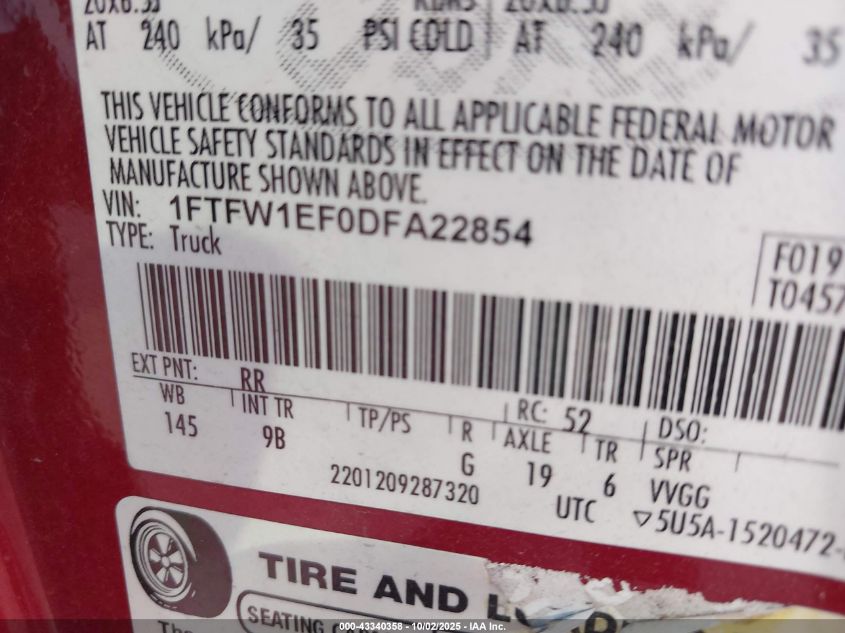 AT 240 kPa/ 35 PSI COLD AT 240 kPa/ 35
THIS VEHICLE CONFORMS TO ALL APPLICABLE FEDERAL MOTOR
VEHICLE SAFETY STANDARDS IN EFFECT ON THE DATE OF
MANUFACTURE SHOWN ABOVE.
VIN: 1FTFW1EF0DFA22854
TYPE: Truck
F019
T0457
EXT PNT: RR RC: 52 DSO:
WB INT TR TP/PS R AXLE TR SPR
145 9B G 19 6 VVGG
2201209287320 UTC ▽5U5A-1520472-
TIRE AND
SEATING
000-43340358 - 10/02/2025 - IAA Inc.